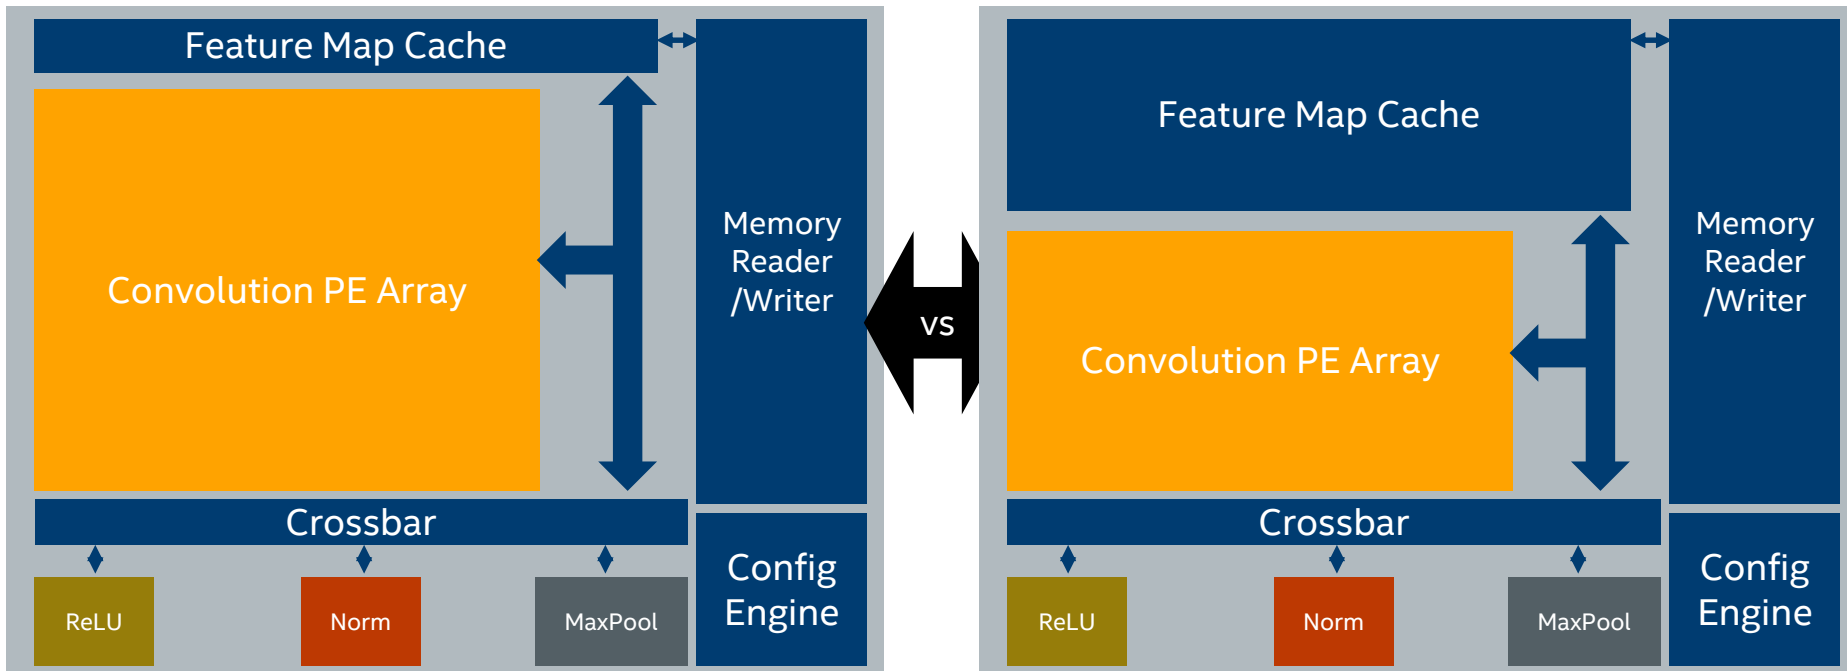 Feature Map Cache
Convolution PE Array
Memory
Reader
/Writer
Crossbar
Config
Engine
ReLU
Norm
MaxPool
vs
Feature Map Cache
Convolution PE Array
Memory
Reader
/Writer
Crossbar
Config
Engine
ReLU
Norm
MaxPool